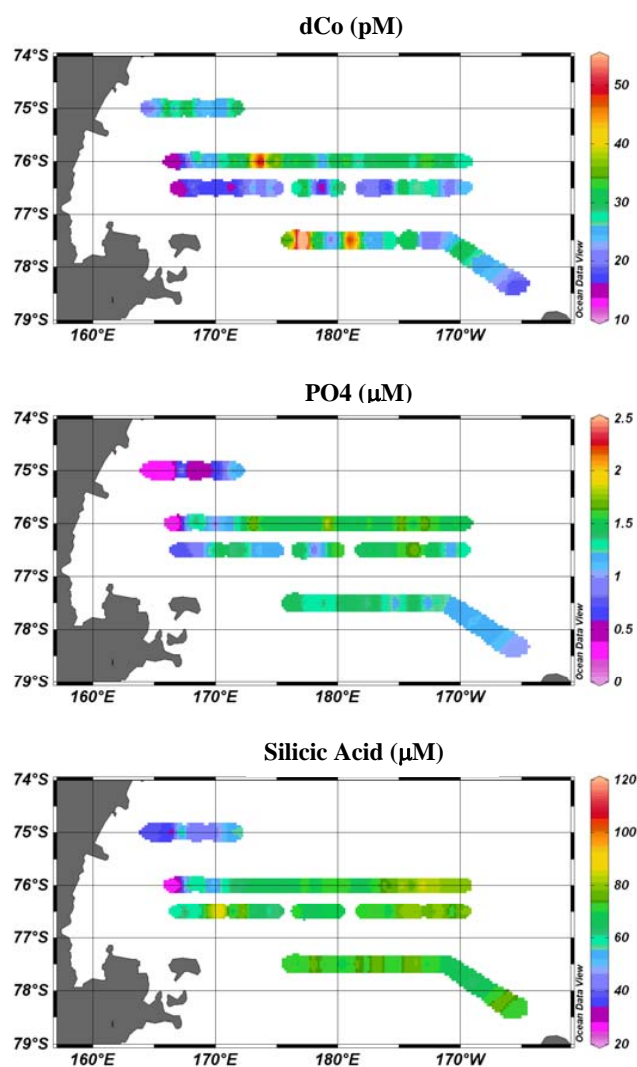 dCo (pM)
74°S
75°S
76°S
77°S
78°S
79°S
160°E 170°E 180°E 170°W
50
40
30
20
10
Ocean Data View
PO4 (μM)
74°S
75°S
76°S
77°S
78°S
79°S
160°E 170°E 180°E 170°W
2.5
2
1.5
1
0.5
0
Ocean Data View
Silicic Acid (μM)
74°S
75°S
76°S
77°S
78°S
79°S
160°E 170°E 180°E 170°W
120
100
80
60
40
20
Ocean Data View